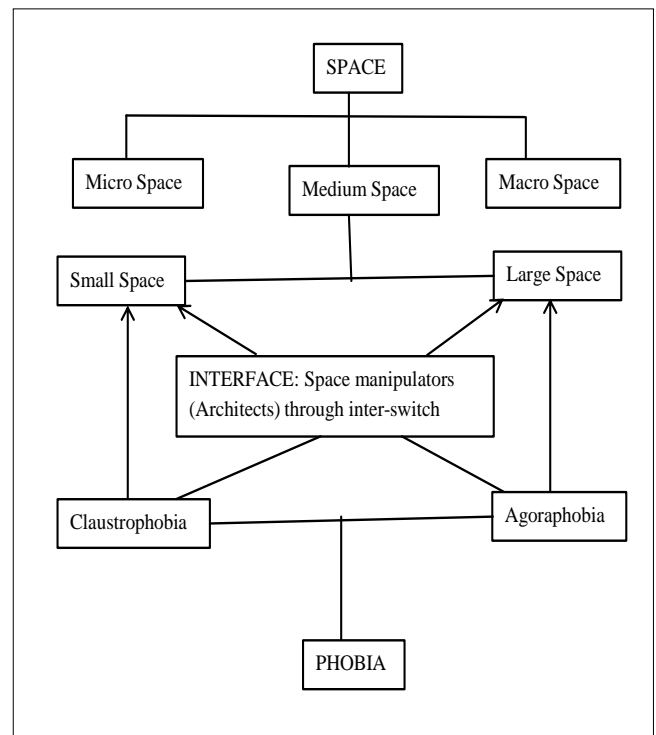 SPACE
Micro Space
Medium Space
Macro Space
Small Space
Large Space
INTERFACE: Space manipulators
(Architects) through inter-switch
Claustrophobia
Agoraphobia
PHOBIA